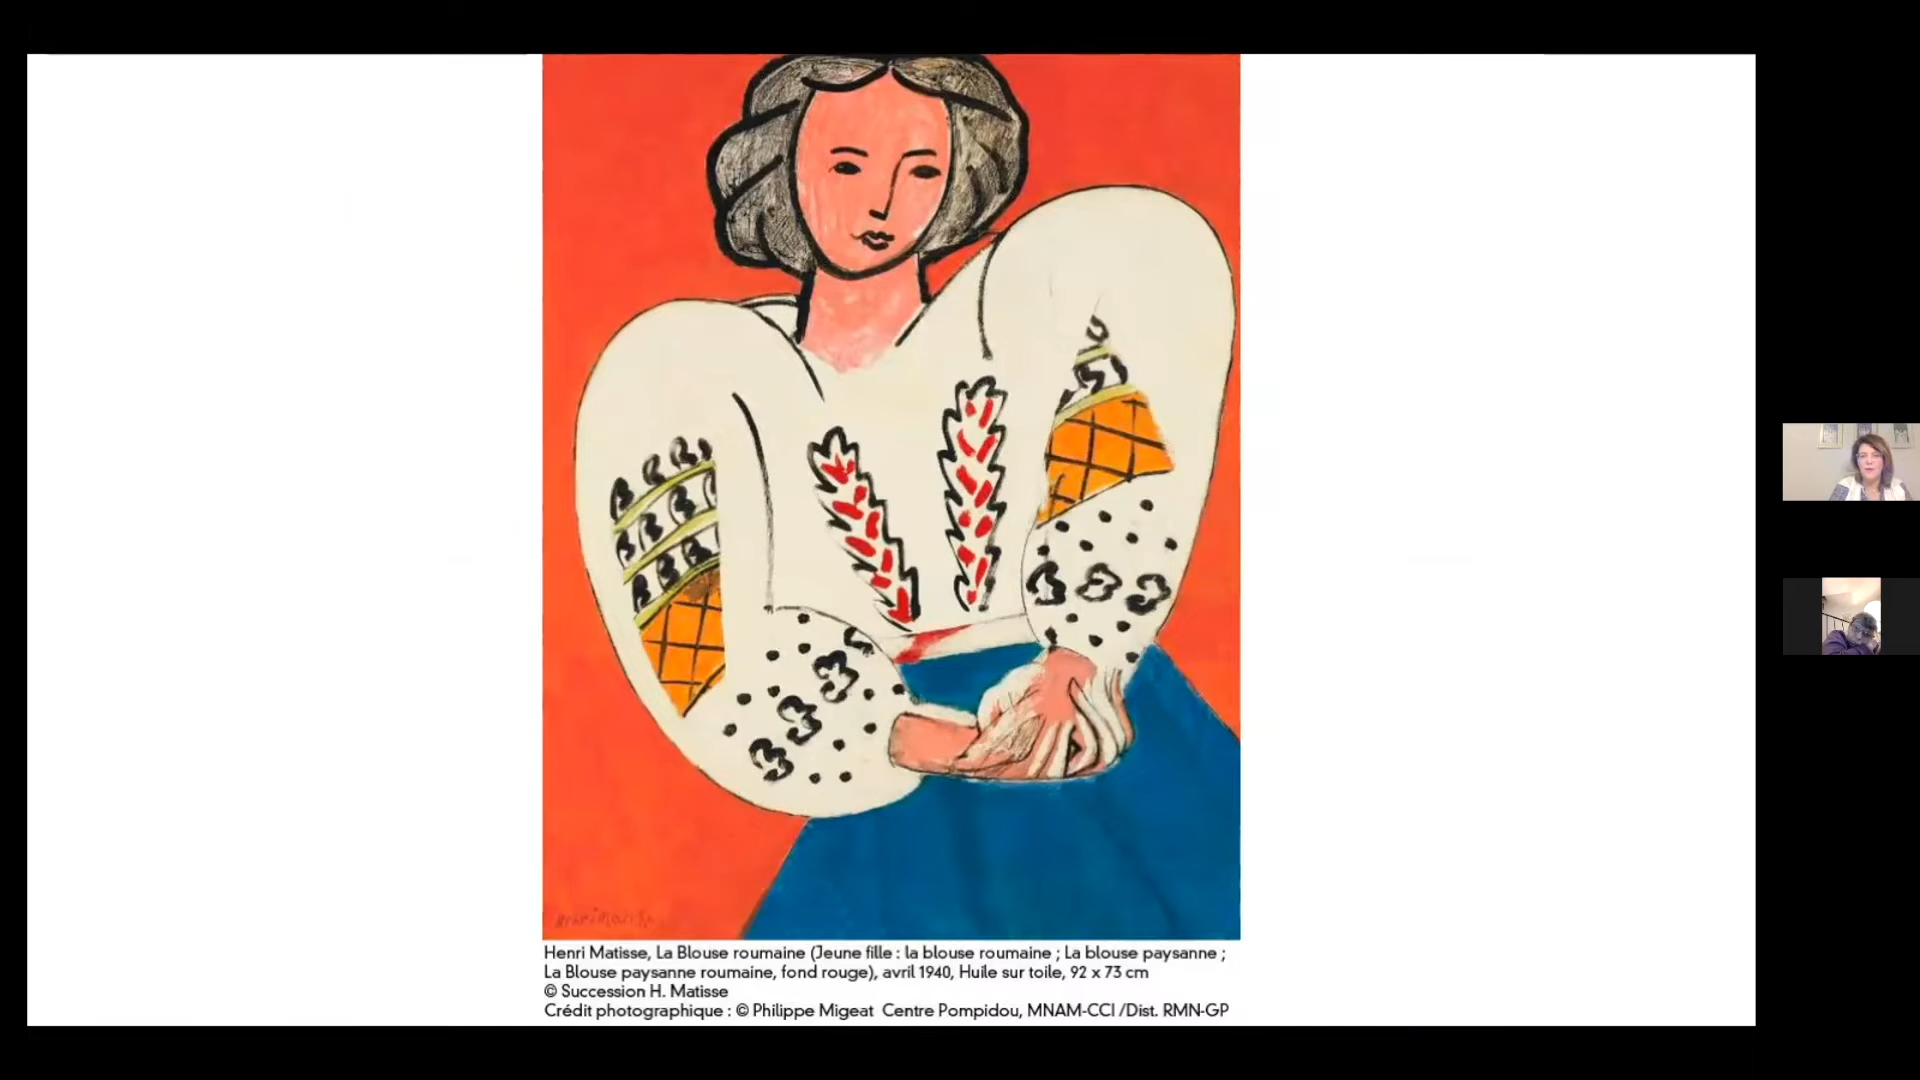 Henri Matisse, La Blouse roumaine (Jeune fille : la blouse roumaine ; La blouse paysanne ;
La Blouse paysanne roumaine, fond rouge), avril 1940, Huile sur toile, 92 x 73 cm
© Succession H. Matisse
Crédit photographique : © Philippe Migeat Centre Pompidou, MNAM-CCI /Dist. RMN-GP